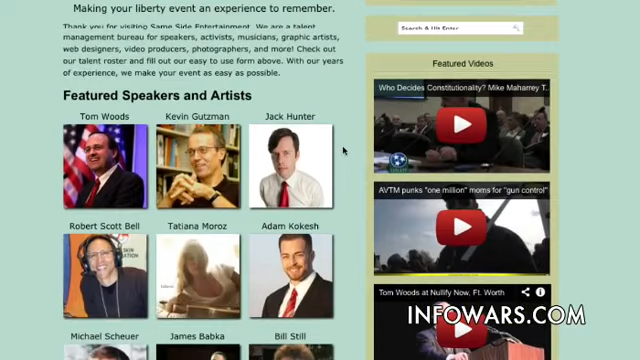 Making your liberty event an experience to remember.
Thank you for visiting Same Side Entertainment. We are a talent
management bureau for speakers, activists, musicians, graphic artists,
web designers, video producers, photographers, and more! Check out
our talent roster and fill out our easy to use form above. With our years
of experience, we make your event as easy as possible.
Featured Speakers and Artists
Tom Woods Kevin Gutzman Jack Hunter
Robert Scott Bell Tatiana Moroz Adam Kokesh
Michael Scheuer James Babka Bill Still
Search & Hit Enter
Featured Videos
Who Decides Constitutionality? Mike Maharrey T...
AVTM punks "one million" moms for "gun control"
Tom Woods at Nullify Now, Ft. Worth
INFOWARS.COM